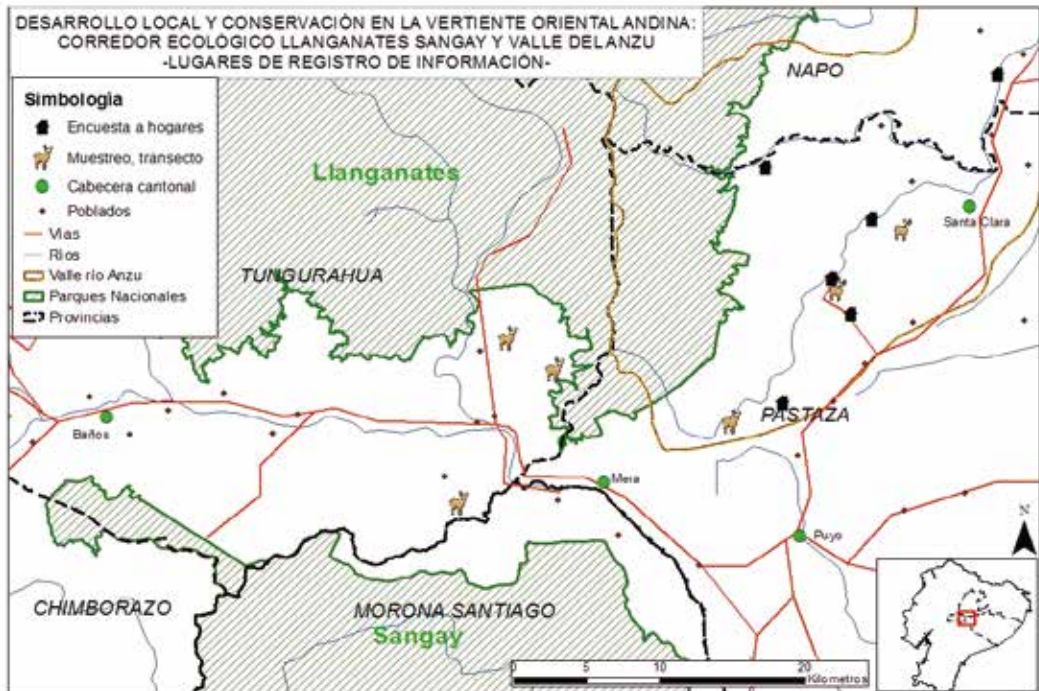 DESARROLLO LOCAL Y CONSERVACIÓN EN LA VERTIENTE ORIENTAL ANDINA:
CORREDOR ECOLÓGICO LLANGANATES SANGAY Y VALLE DEL ANZU
-LUGARES DE REGISTRO DE INFORMACIÓN-
Simbología
Encuesta a hogares
Muestreo, transecto
Cabecera cantonal
Poblados
Vias
Ríos
Valle río Anzu
Parques Nacionales
Provincias
NAPO
Llanganates
Santa Clara
TUNGURAHUA
PASTAZA
Baños
Mera
Puyo
N
CHIMBORAZO
MORONA SANTIAGO
Sangay
0 5 10 20
Kilometros